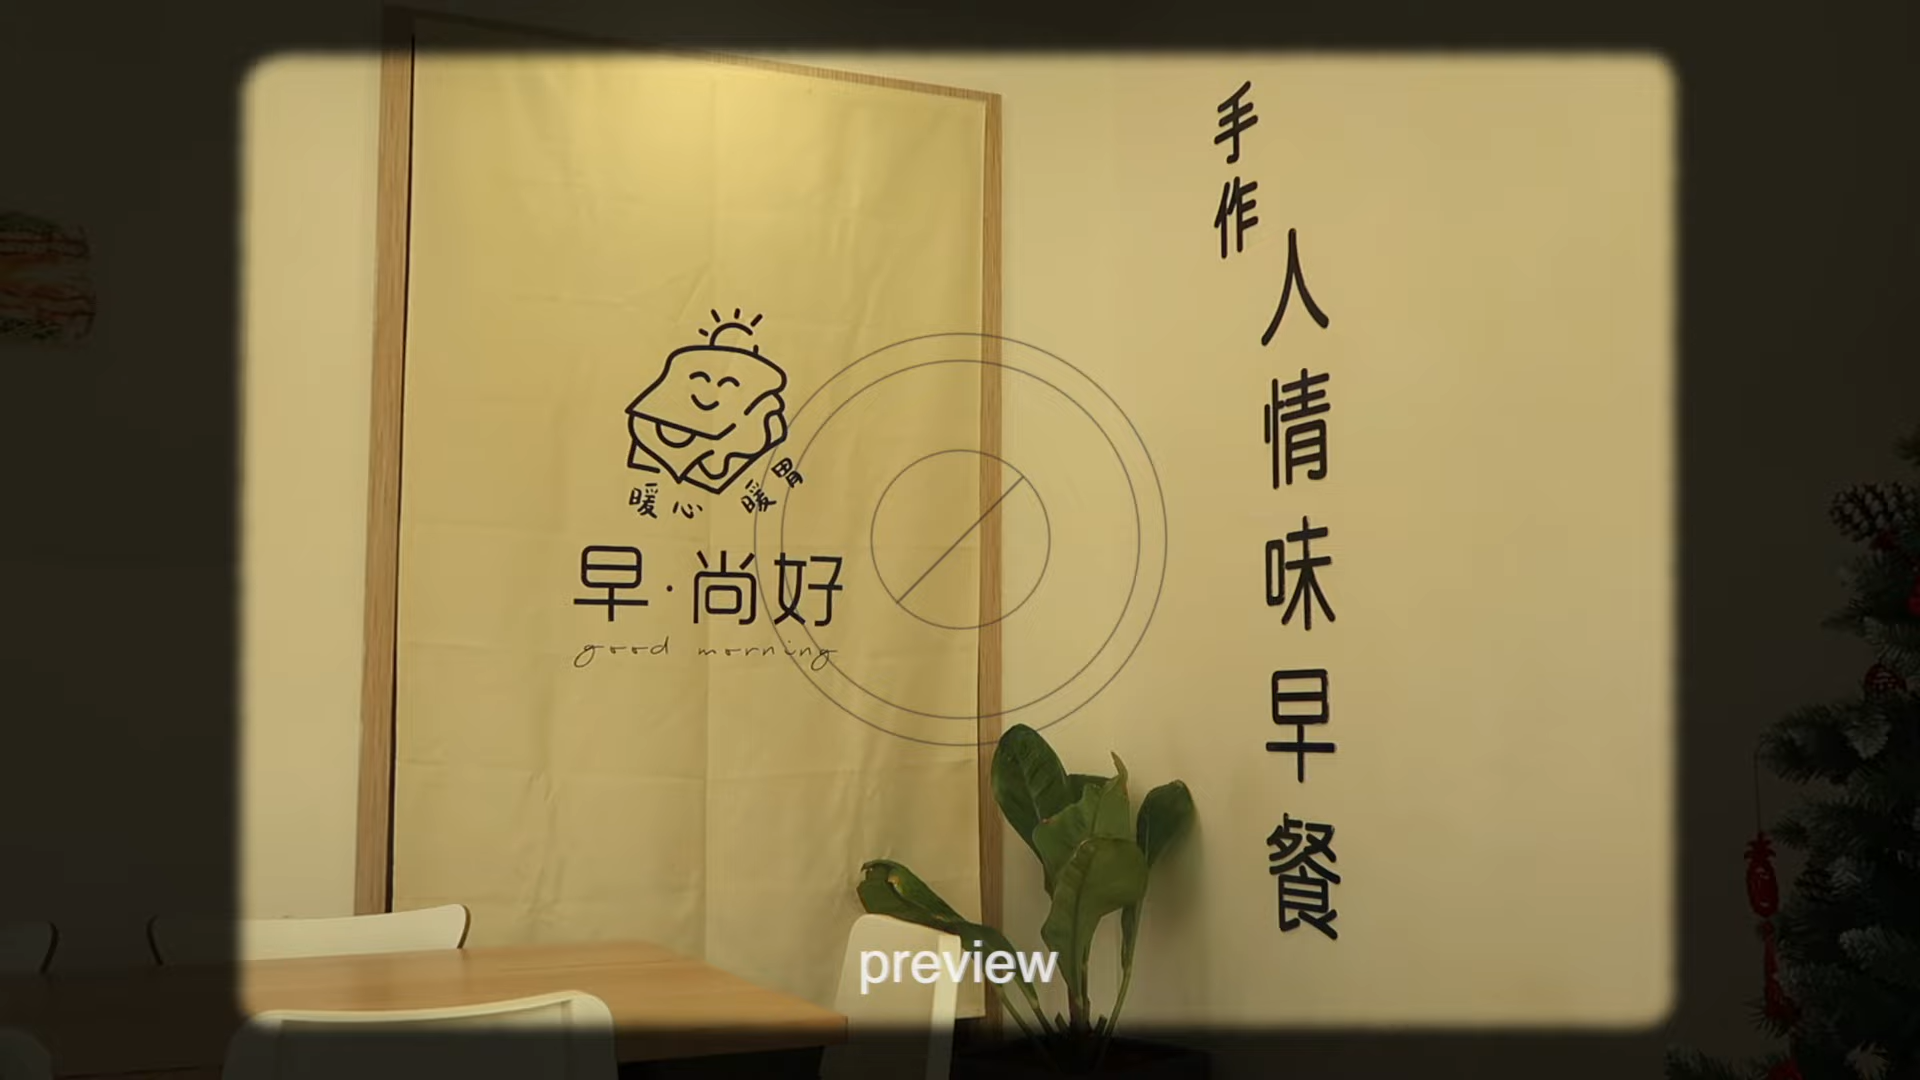 暖心 暖胃
早·尚好
good morning
手作
人情味早餐
preview